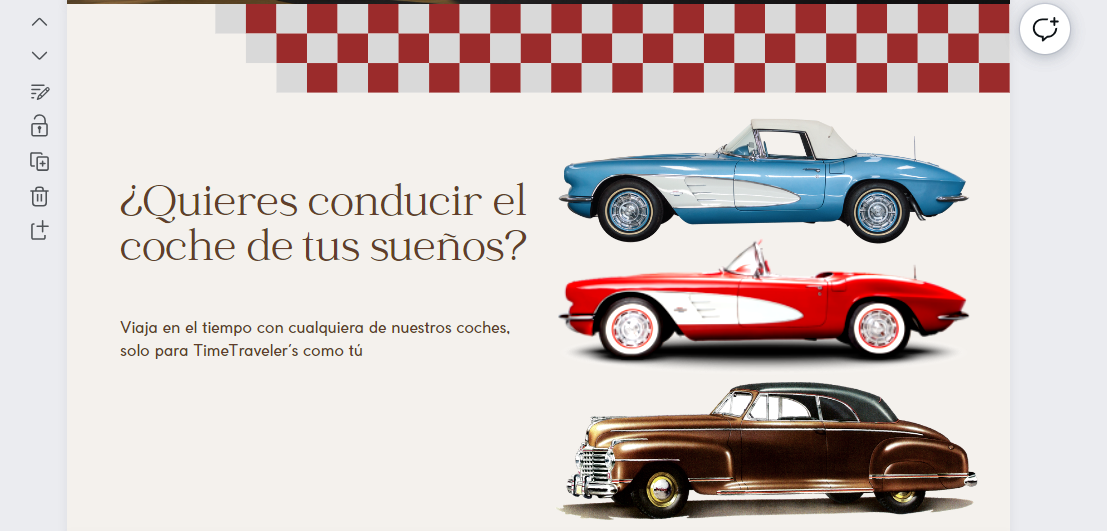 ¿Quieres conducir el
coche de tus sueños?
Viaja en el tiempo con cualquiera de nuestros coches,
solo para TimeTraveler's como tú